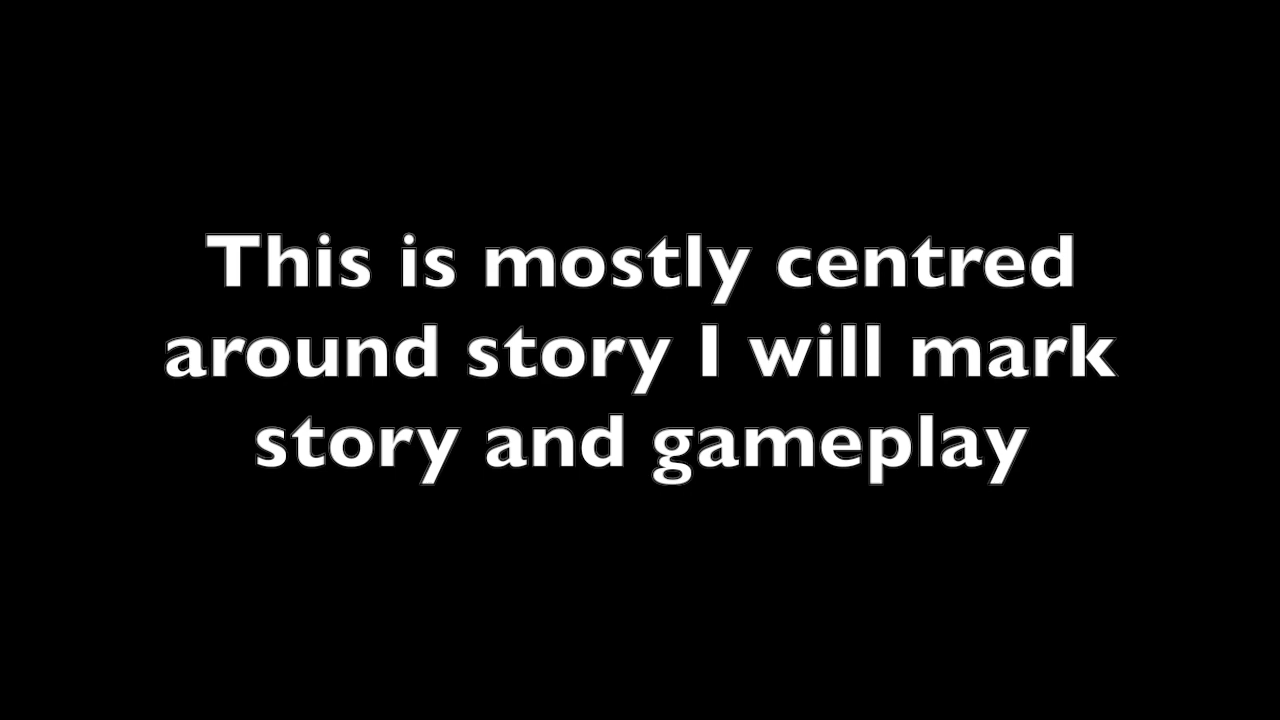 This is mostly centred
around story I will mark
story and gameplay